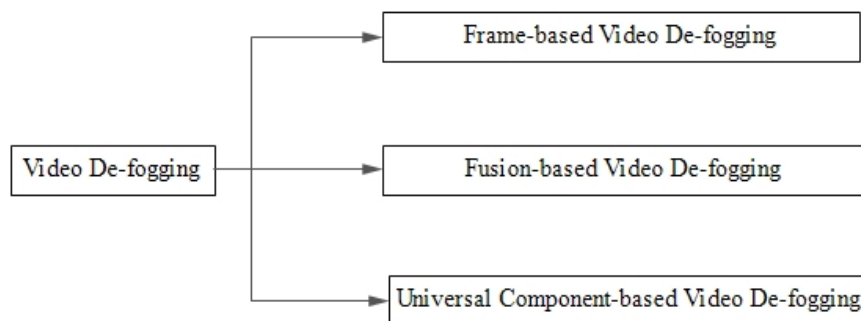 Frame-based Video De-fogging
Video De-fogging
Fusion-based Video De-fogging
Universal Component-based Video De-fogging